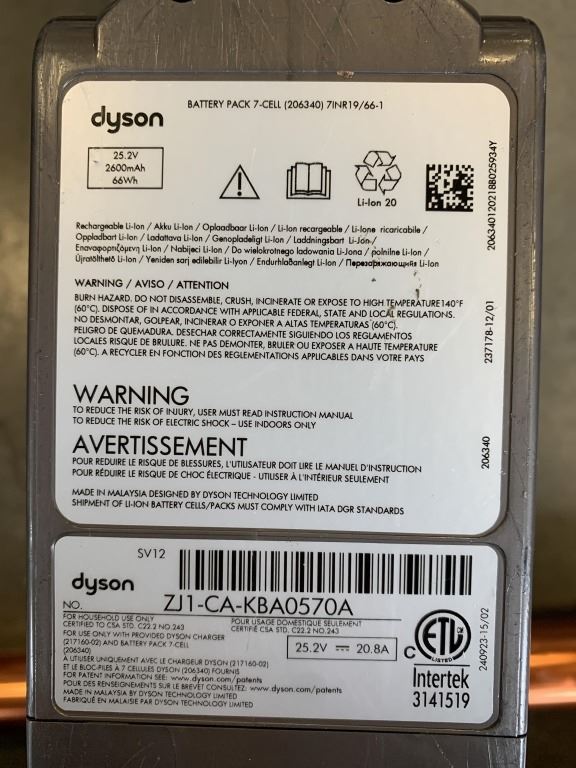 dyson
BATTERY PACK 7-CELL (206340) 7INR19/66-1
25.2V
2600mAh
66Wh
Li-Ion 20
Rechargeable Li-Ion / Akku Li-Ion / Oplaadbaar Li-Ion / Li-Ion recargeable / Li-Ione ricaricabile /
Oppladbart Li-Ion / Ladattava Li-Ion / Genopladeligt Li-Ion / Laddningsbart Li-Jon /
Επαναφορτιζόμενη Li-Ion / Nabíjecí Li-Ion / Do wielokrotnego ladowania Li-Jona / polnilne Li-Ion /
Újratölthető Li-Ion / Yeniden sarj edilebilir Li-Iyon / Endurhlaðanlegt Li-Ion / Перезаряжающийся Li-Ion
WARNING / AVISO / ATTENTION
BURN HAZARD. DO NOT DISASSEMBLE, CRUSH, INCINERATE OR EXPOSE TO HIGH TEMPERATURE140°F
(60°C). DISPOSE OF IN ACCORDANCE WITH APPLICABLE FEDERAL, STATE AND LOCAL REGULATIONS.
NO DESMONTAR, GOLPEAR, INCINERAR O EXPONER A ALTAS TEMPERATURAS (60°C).
PELIGRO DE QUEMADURA. DESECHAR CORRECTAMENTE SIGUIENDO LOS REGLAMENTOS
LOCALES RISQUE DE BRULURE. NE PAS DEMONTER, BRULER OU EXPOSER A HAUTE TEMPERATURE
(60°C). A RECYCLER EN FONCTION DES REGLEMENTATIONS APPLICABLES DANS VOTRE PAYS
WARNING
TO REDUCE THE RISK OF INJURY, USER MUST READ INSTRUCTION MANUAL
TO REDUCE THE RISK OF ELECTRIC SHOCK – USE INDOORS ONLY
AVERTISSEMENT
POUR REDUIRE LE RISQUE DE BLESSURES, L'UTILISATEUR DOIT LIRE LE MANUEL D'INSTRUCTION
POUR RÉDUIRE LE RISQUE DE CHOC ÉLECTRIQUE - UTILISER À L'INTÉRIEUR SEULEMENT
MADE IN MALAYSIA DESIGNED BY DYSON TECHNOLOGY LIMITED
SHIPMENT OF LI-ION BATTERY CELLS/PACKS MUST COMPLY WITH IATA DGR STANDARDS
20634012021BB025934Y
237178-12/01
206340
SV12
dyson
NO.
ZJ1-CA-KBA0570A
FOR HOUSEHOLD USE ONLY
CERTIFIED TO CSA STD. C22.2 NO.243
POUR USAGE DOMESTIQUE SEULEMENT
CERTIFIÉ CSA STD. C22.2 NO.243
FOR USE ONLY WITH PROVIDED DYSON CHARGER
(217160-02) AND BATTERY PACK 7-CELL
(206340)
25.2V ⎓ 20.8A
À UTILISER UNIQUEMENT AVEC LE CHARGEUR DYSON (217160-02)
ET LE BLOC-PILES À 7 CELLULES DYSON (206340) FOURNIS
FOR PATENT INFORMATION SEE: www.dyson.com/patents
POUR DES RENSEIGNEMENTS SUR LE BREVET CONSULTEZ: www.dyson.com/patents
MADE IN MALAYSIA BY DYSON TECHNOLOGY LIMITED
FABRIQUÉ EN MALAISIE PAR DYSON TECHNOLOGY LIMITED
C ETL
LISTED
Intertek
3141519
240923-15/02